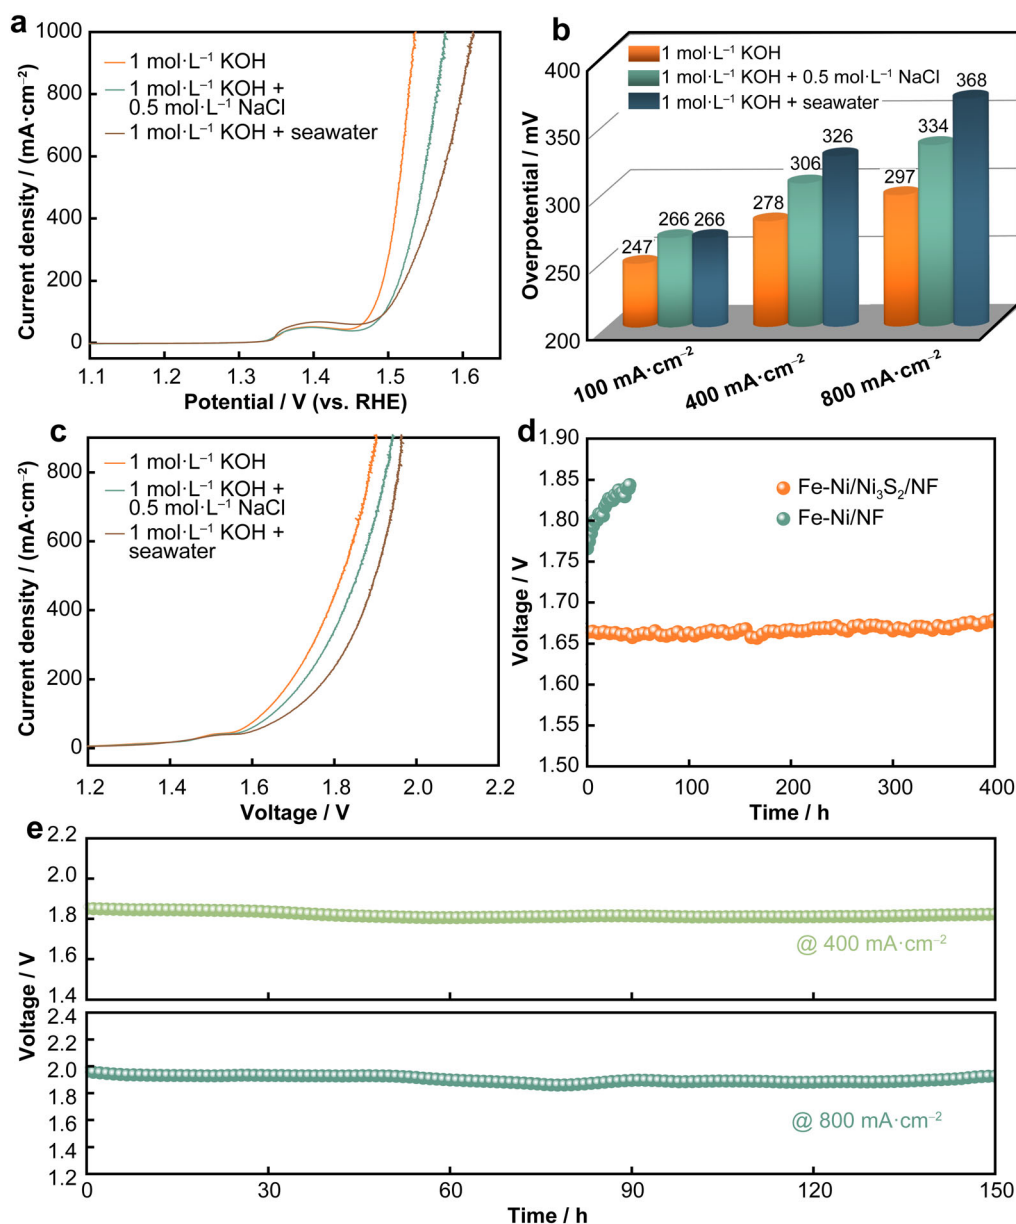 a
1000
800
600
400
200
0
Current density / (mA·cm⁻²)
1 mol·L⁻¹ KOH
1 mol·L⁻¹ KOH +
0.5 mol·L⁻¹ NaCl
1 mol·L⁻¹ KOH + seawater
1.1 1.2 1.3 1.4 1.5 1.6
Potential / V (vs. RHE)
b
400
350
300
250
200
Overpotential / mV
1 mol·L⁻¹ KOH
1 mol·L⁻¹ KOH + 0.5 mol·L⁻¹ NaCl
1 mol·L⁻¹ KOH + seawater
247 266 266
278 306 326
297 334 368
100 mA·cm⁻²
400 mA·cm⁻²
800 mA·cm⁻²
c
800
600
400
200
0
Current density / (mA·cm⁻²)
1 mol·L⁻¹ KOH
1 mol·L⁻¹ KOH +
0.5 mol·L⁻¹ NaCl
1 mol·L⁻¹ KOH +
seawater
1.2 1.4 1.6 1.8 2.0 2.2
Voltage / V
d
1.90
1.85
1.80
1.75
1.70
1.65
1.60
1.55
1.50
Voltage / V
Fe-Ni/Ni₃S₂/NF
Fe-Ni/NF
0 100 200 300 400
Time / h
e
2.2
2.0
1.8
1.6
1.4
@ 400 mA·cm⁻²
Voltage / V
2.4
2.2
2.0
1.8
1.6
1.4
1.2
@ 800 mA·cm⁻²
0 30 60 90 120 150
Time / h